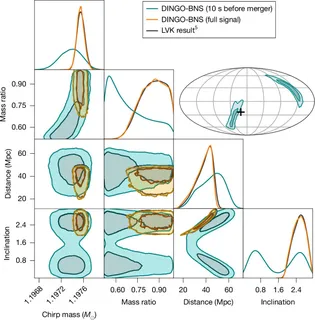 DINGO-BNS (10 s before merger)
DINGO-BNS (full signal)
LVK result⁵
Mass ratio
0.90
0.75
0.60
Distance (Mpc)
60
40
20
Inclination
2.4
1.6
0.8
1.1968
1.1972
1.1976
0.60 0.75 0.90
20 40 60
0.8 1.6 2.4
Chirp mass (M☉)
Mass ratio
Distance (Mpc)
Inclination